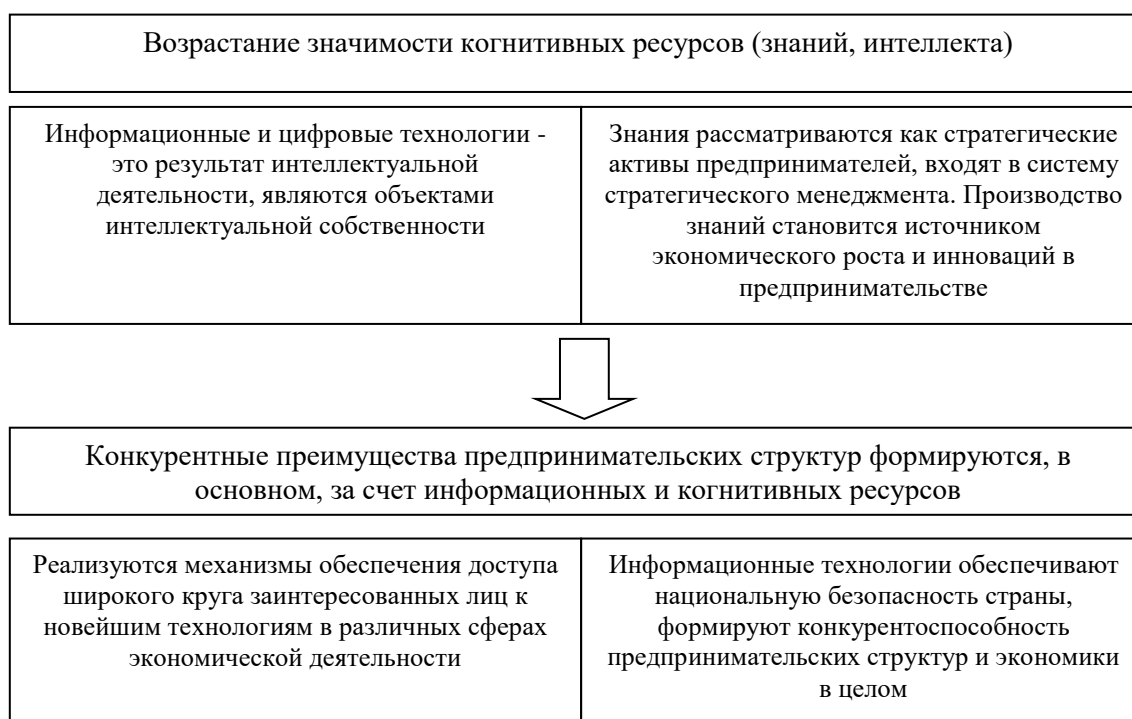 Возрастание значимости когнитивных ресурсов (знаний, интеллекта)
Информационные и цифровые технологии -
это результат интеллектуальной
деятельности, являются объектами
интеллектуальной собственности
Знания рассматриваются как стратегические
активы предпринимателей, входят в систему
стратегического менеджмента. Производство
знаний становится источником
экономического роста и инноваций в
предпринимательстве
Конкурентные преимущества предпринимательских структур формируются, в
основном, за счет информационных и когнитивных ресурсов
Реализуются механизмы обеспечения доступа
широкого круга заинтересованных лиц к
новейшим технологиям в различных сферах
экономической деятельности
Информационные технологии обеспечивают
национальную безопасность страны,
формируют конкурентоспособность
предпринимательских структур и экономики
в целом